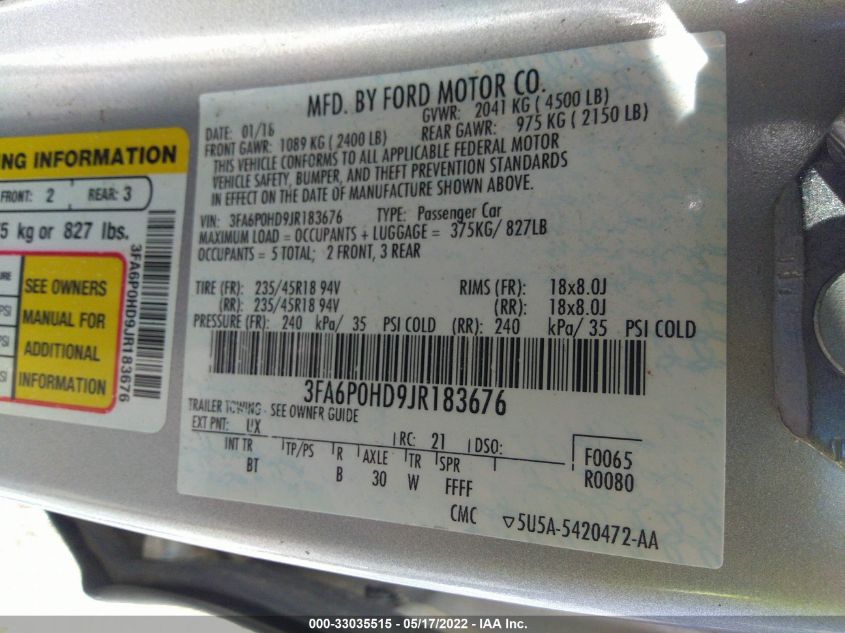 MFD. BY FORD MOTOR CO.
DATE: 01/18 GVWR: 2041 KG ( 4500 LB)
FRONT GAWR: 1089 KG ( 2400 LB) REAR GAWR: 975 KG ( 2150 LB)
THIS VEHICLE CONFORMS TO ALL APPLICABLE FEDERAL MOTOR
VEHICLE SAFETY, BUMPER, AND THEFT PREVENTION STANDARDS
IN EFFECT ON THE DATE OF MANUFACTURE SHOWN ABOVE.
VIN: 3FA6P0HD9JR183676 TYPE: Passenger Car
MAXIMUM LOAD = OCCUPANTS + LUGGAGE = 375KG/ 827LB
OCCUPANTS = 5 TOTAL; 2 FRONT, 3 REAR
TIRE (FR): 235/45R18 94V RIMS (FR): 18x8.0J
(RR): 235/45R18 94V (RR): 18x8.0J
PRESSURE (FR): 240 kPa/ 35 PSI COLD (RR): 240 kPa/ 35 PSI COLD
3FA6P0HD9JR183676
TRAILER TOWING - SEE OWNER GUIDE
EXT PNT: UX RC: 21 DSO:
INT TR TP/PS R AXLE TR SPR
BT B 30 W FFFF
F0065
R0080
CMC ▽5U5A-5420472-AA
NG INFORMATION
FRONT: 2 REAR: 3
5 kg or 827 lbs.
SEE OWNERS
MANUAL FOR
ADDITIONAL
INFORMATION
URE
PSI
PSI
PSI
3FA6P0HD9JR183676
000-33035515 - 05/17/2022 - IAA Inc.